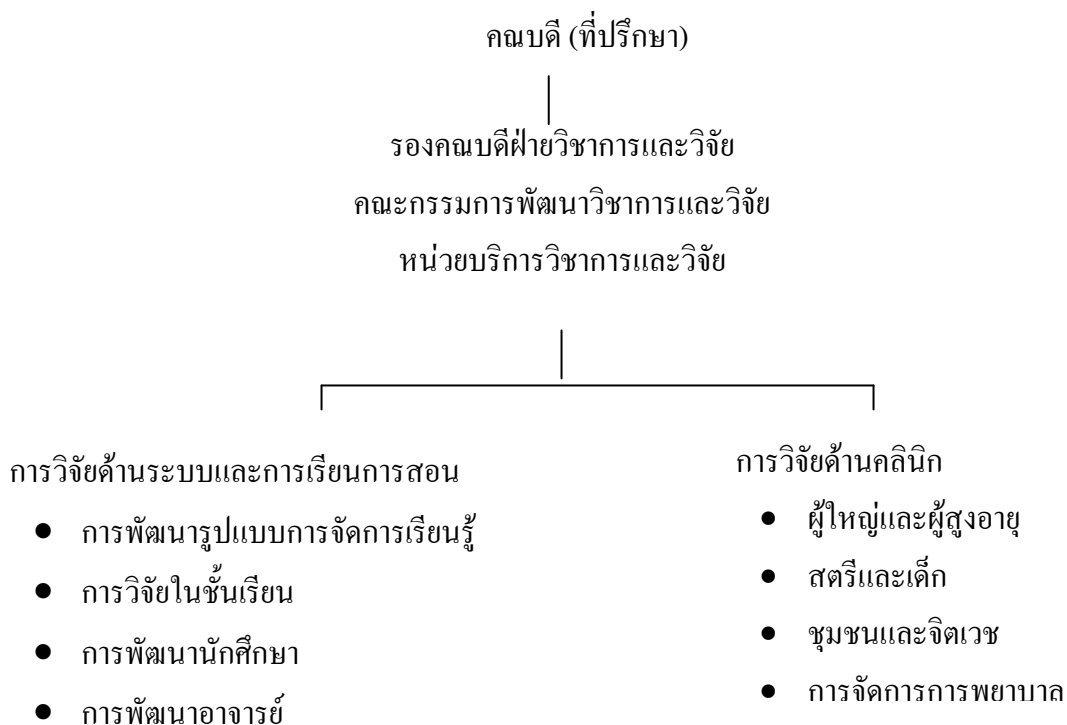 คณบดี (ที่ปรึกษา)
รองคณบดีฝ่ายวิชาการและวิจัย
คณะกรรมการพัฒนาวิชาการและวิจัย
หน่วยบริการวิชาการและวิจัย
การวิจัยด้านระบบและการเรียนการสอน
● การพัฒนารูปแบบการจัดการเรียนรู้
● การวิจัยในชั้นเรียน
● การพัฒนานักศึกษา
● การพัฒนาอาจารย์
การวิจัยด้านคลินิก
● ผู้ใหญ่และผู้สูงอายุ
● สตรีและเด็ก
● ชุมชนและจิตเวช
● การจัดการการพยาบาล